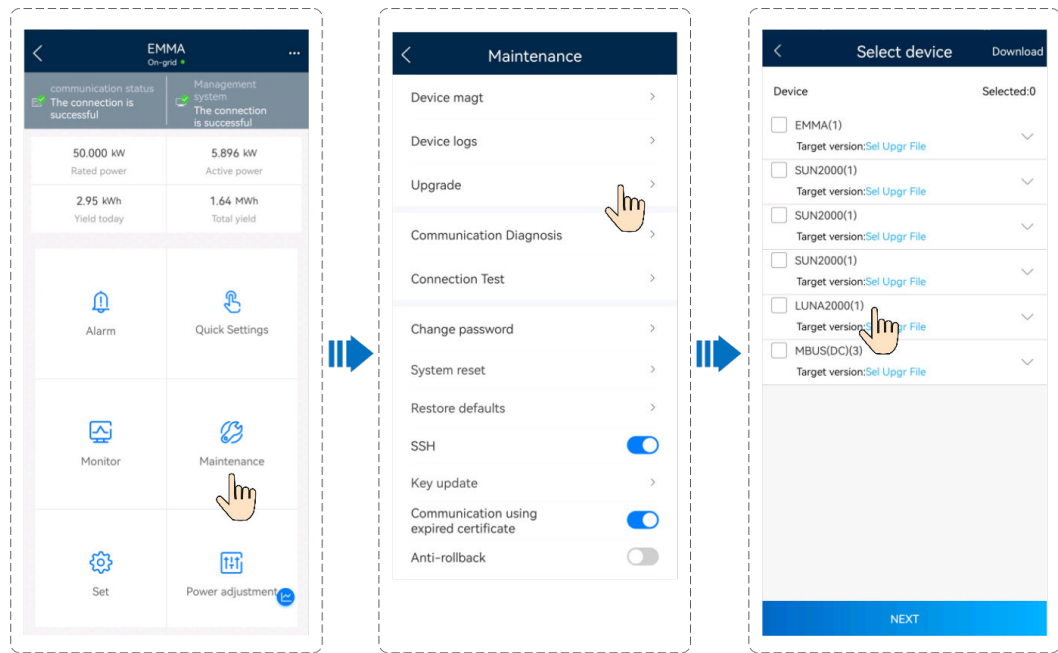 EMMA
On-grid
communication status
The connection is
successful
Management
system
The connection
is successful
50.000 kW
Rated power
5.896 kW
Active power
2.95 kWh
Yield today
1.64 MWh
Total yield
Alarm
Quick Settings
Monitor
Maintenance
Set
Power adjustment
Maintenance
Device magt
Device logs
Upgrade
Communication Diagnosis
Connection Test
Change password
System reset
Restore defaults
SSH
Key update
Communication using
expired certificate
Anti-rollback
Select device Download
Device Selected:0
EMMA(1)
Target version:Sel Upgr File
SUN2000(1)
Target version:Sel Upgr File
SUN2000(1)
Target version:Sel Upgr File
SUN2000(1)
Target version:Sel Upgr File
LUNA2000(1)
Target version: File
MBUS(DC)(3)
Target version:Sel Upgr File
NEXT